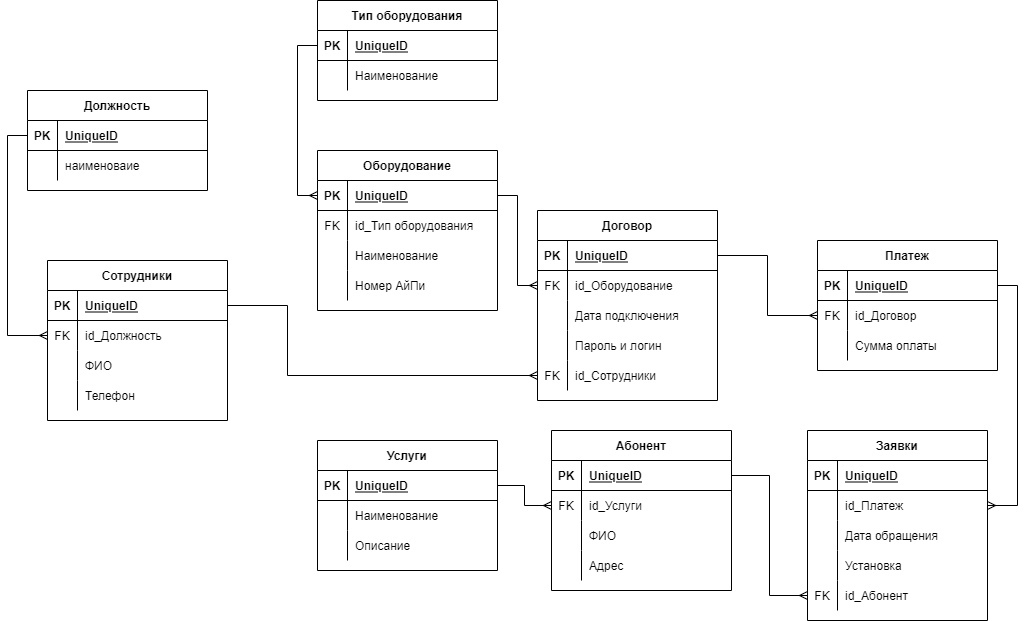 Тип оборудования
PK UniqueID
Наименование
Должность
PK UniqueID
наименоваие
Оборудование
PK UniqueID
FK id_Тип оборудования
Наименование
Номер АйПи
Договор
PK UniqueID
FK id_Оборудование
Дата подключения
Пароль и логин
FK id_Сотрудники
Платеж
PK UniqueID
FK id_Договор
Сумма оплаты
Сотрудники
PK UniqueID
FK id_Должность
ФИО
Телефон
Услуги
PK UniqueID
Наименование
Описание
Абонент
PK UniqueID
FK id_Услуги
ФИО
Адрес
Заявки
PK UniqueID
id_Платеж
Дата обращения
Установка
FK id_Абонент